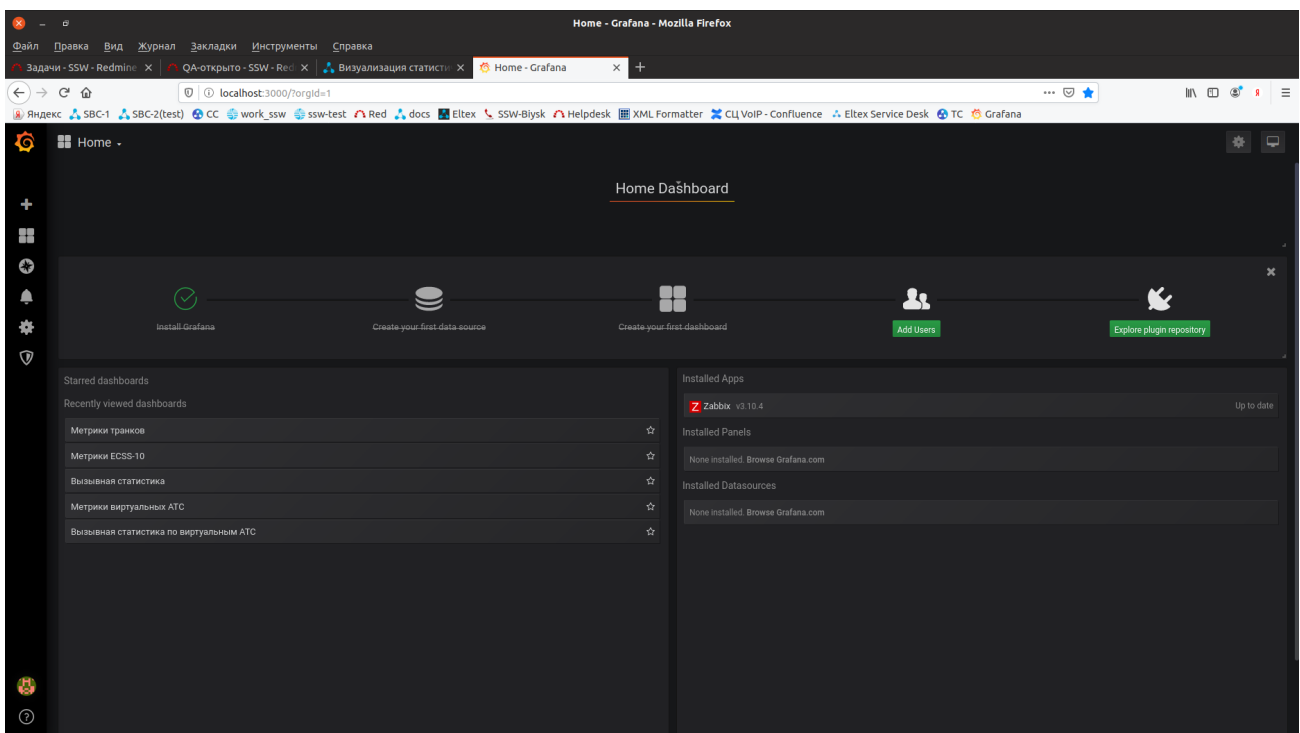 Home - Grafana - Mozilla Firefox
Файл Правка Вид Журнал Закладки Инструменты Справка
Задачи - SSW - Redmine QA-открыто - SSW - Red Визуализация статисти Home - Grafana
localhost:3000/?orgId=1
Яндекс SBC-1 SBC-2(test) CC work_ssw ssw-test Red docs Eltex SSW-Biysk Helpdesk XML Formatter СЦ VoIP - Confluence Eltex Service Desk TC Grafana
Home
Home Dashboard
Install Grafana Create your first data source Create your first dashboard Add Users Explore plugin repository
Starred dashboards
Recently viewed dashboards
Метрики транков
Метрики ECSS-10
Вызывная статистика
Метрики виртуальных АТС
Вызывная статистика по виртуальным АТС
Installed Apps
Z Zabbix v3.10.4 Up to date
Installed Panels
None installed. Browse Grafana.com
Installed Datasources
None installed. Browse Grafana.com